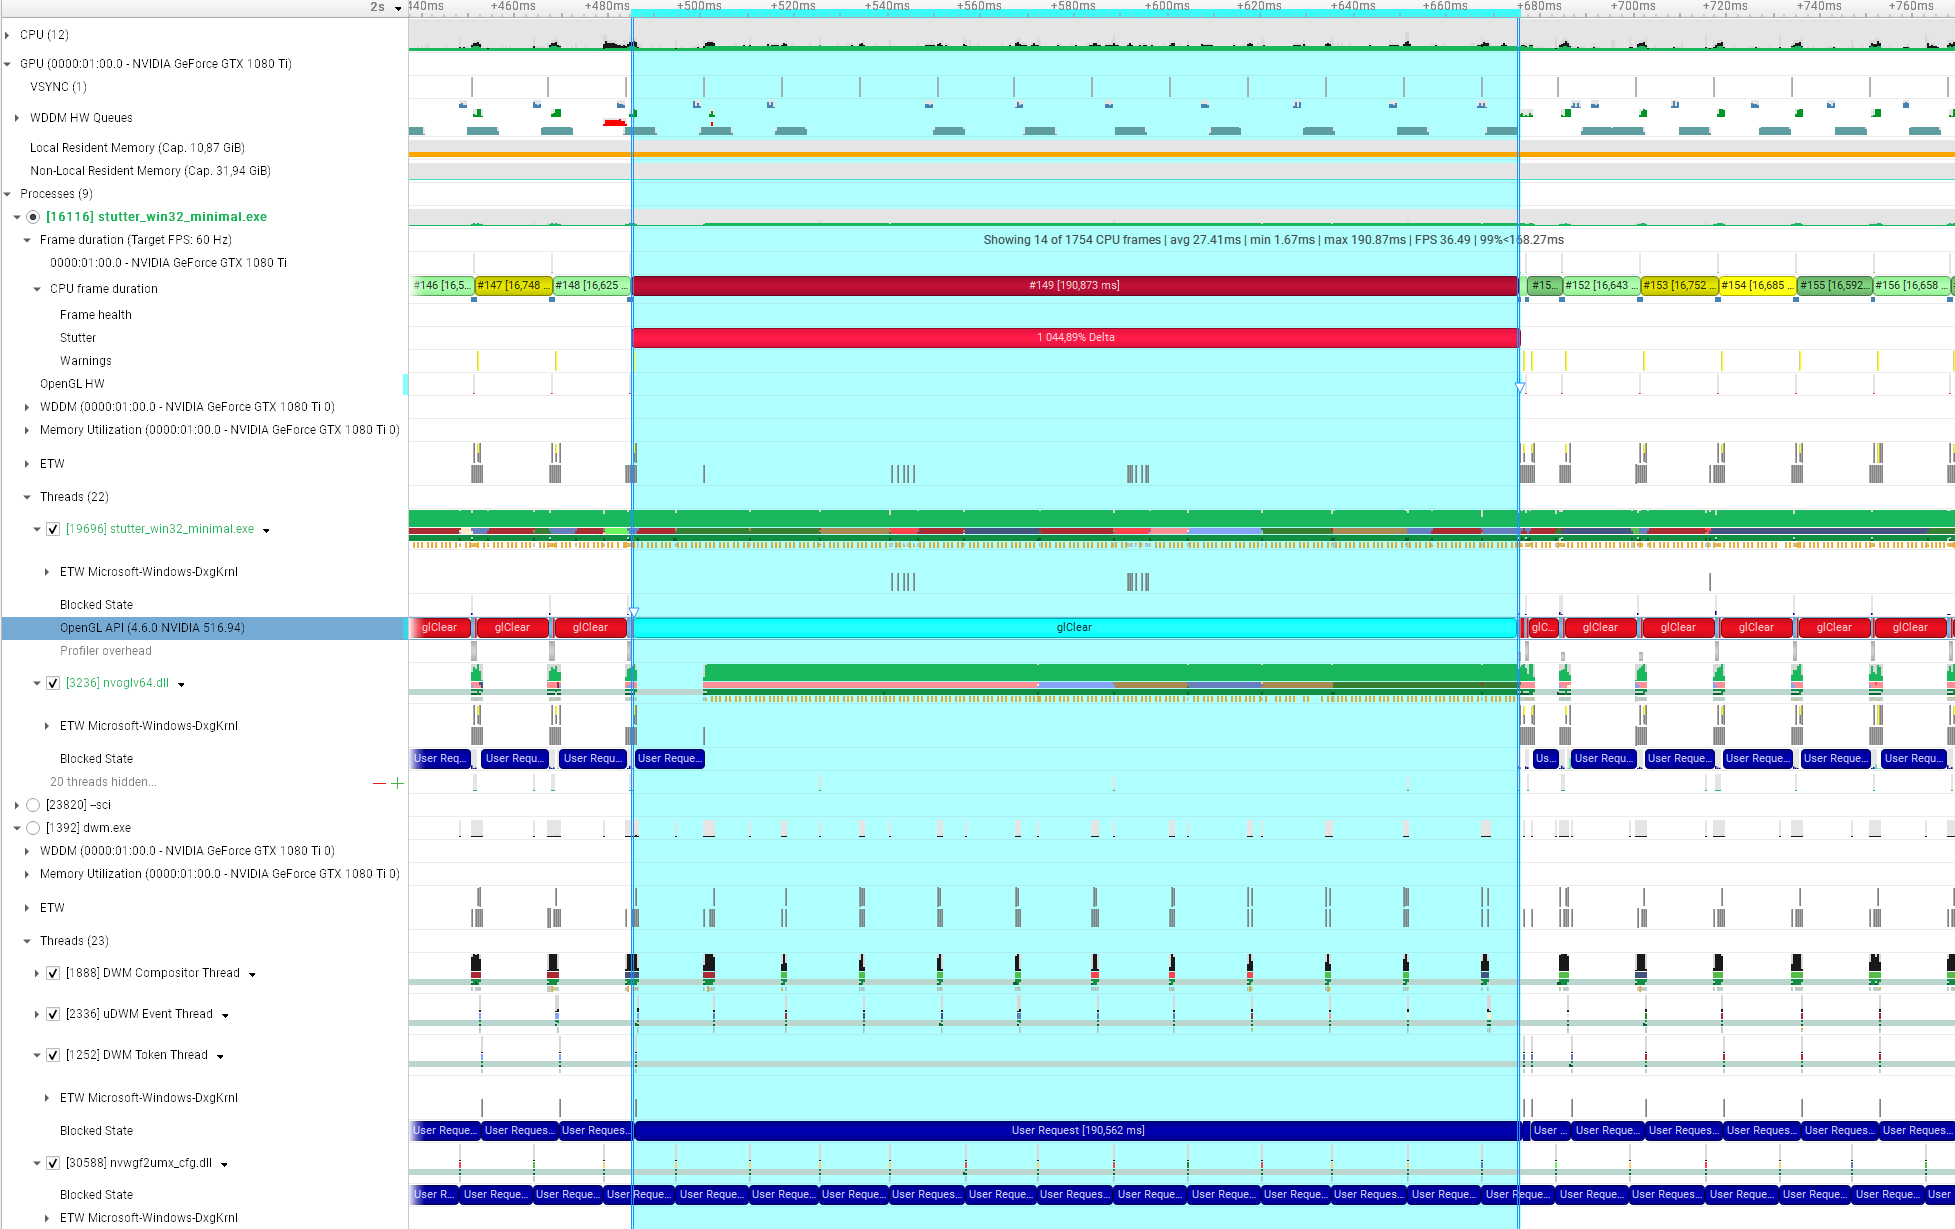 2s 440ms +460ms +480ms +500ms +520ms +540ms +560ms +580ms +600ms +620ms +640ms +660ms +680ms +700ms +720ms +740ms +760ms
CPU (12)
GPU (0000:01:00.0 - NVIDIA GeForce GTX 1080 Ti)
VSYNC (1)
WDDM HW Queues
Local Resident Memory (Cap. 10,87 GiB)
Non-Local Resident Memory (Cap. 31,94 GiB)
Processes (9)
[16116] stutter_win32_minimal.exe
Frame duration (Target FPS: 60 Hz) Showing 14 of 1754 CPU frames | avg 27.41ms | min 1.67ms | max 190.87ms | FPS 36.49 | 99%<168.27ms
0000:01:00.0 - NVIDIA GeForce GTX 1080 Ti
CPU frame duration #146 [16,5... #147 [16,748 ... #148 [16,625 ... #149 [190,873 ms] #15... #152 [16,643 ... #153 [16,752 ... #154 [16,685 ... #155 [16,592... #156 [16,658 ...
Frame health
Stutter 1 044,89% Delta
Warnings
OpenGL HW
WDDM (0000:01:00.0 - NVIDIA GeForce GTX 1080 Ti 0)
Memory Utilization (0000:01:00.0 - NVIDIA GeForce GTX 1080 Ti 0)
ETW
Threads (22)
[19696] stutter_win32_minimal.exe
ETW Microsoft-Windows-DxgKrnl
Blocked State
OpenGL API (4.6.0 NVIDIA 516.94) glClear glClear glClear glClear glC... glClear glClear glClear glClear glClear
Profiler overhead
[3236] nvoglv64.dll
ETW Microsoft-Windows-DxgKrnl
Blocked State User Req... User Requ... User Requ... User Reque... Us... User Requ... User Requ... User Requ... User Requ... User Requ...
20 threads hidden...
[23820] --sci
[1392] dwm.exe
WDDM (0000:01:00.0 - NVIDIA GeForce GTX 1080 Ti 0)
Memory Utilization (0000:01:00.0 - NVIDIA GeForce GTX 1080 Ti 0)
ETW
Threads (23)
[1888] DWM Compositor Thread
[2336] uDWM Event Thread
[1252] DWM Token Thread
ETW Microsoft-Windows-DxgKrnl
Blocked State User Reque... User Reques... User Reques... User Request [190,562 ms] User ... User Reque... User Reque... User Reque... User Reque... User Reque...
[30588] nvwgf2umx_cfg.dll
Blocked State User R... User Reque... User Reque... User Reque... User Reque... User Reque... User Reque... User Reque... User Reque... User Reque... User Reque... User Reque... User Reque... User Reque... User Reque... User Reque... User Reque... User Reque... User Reque... User Reque... User Reque... User
ETW Microsoft-Windows-DxgKrnl